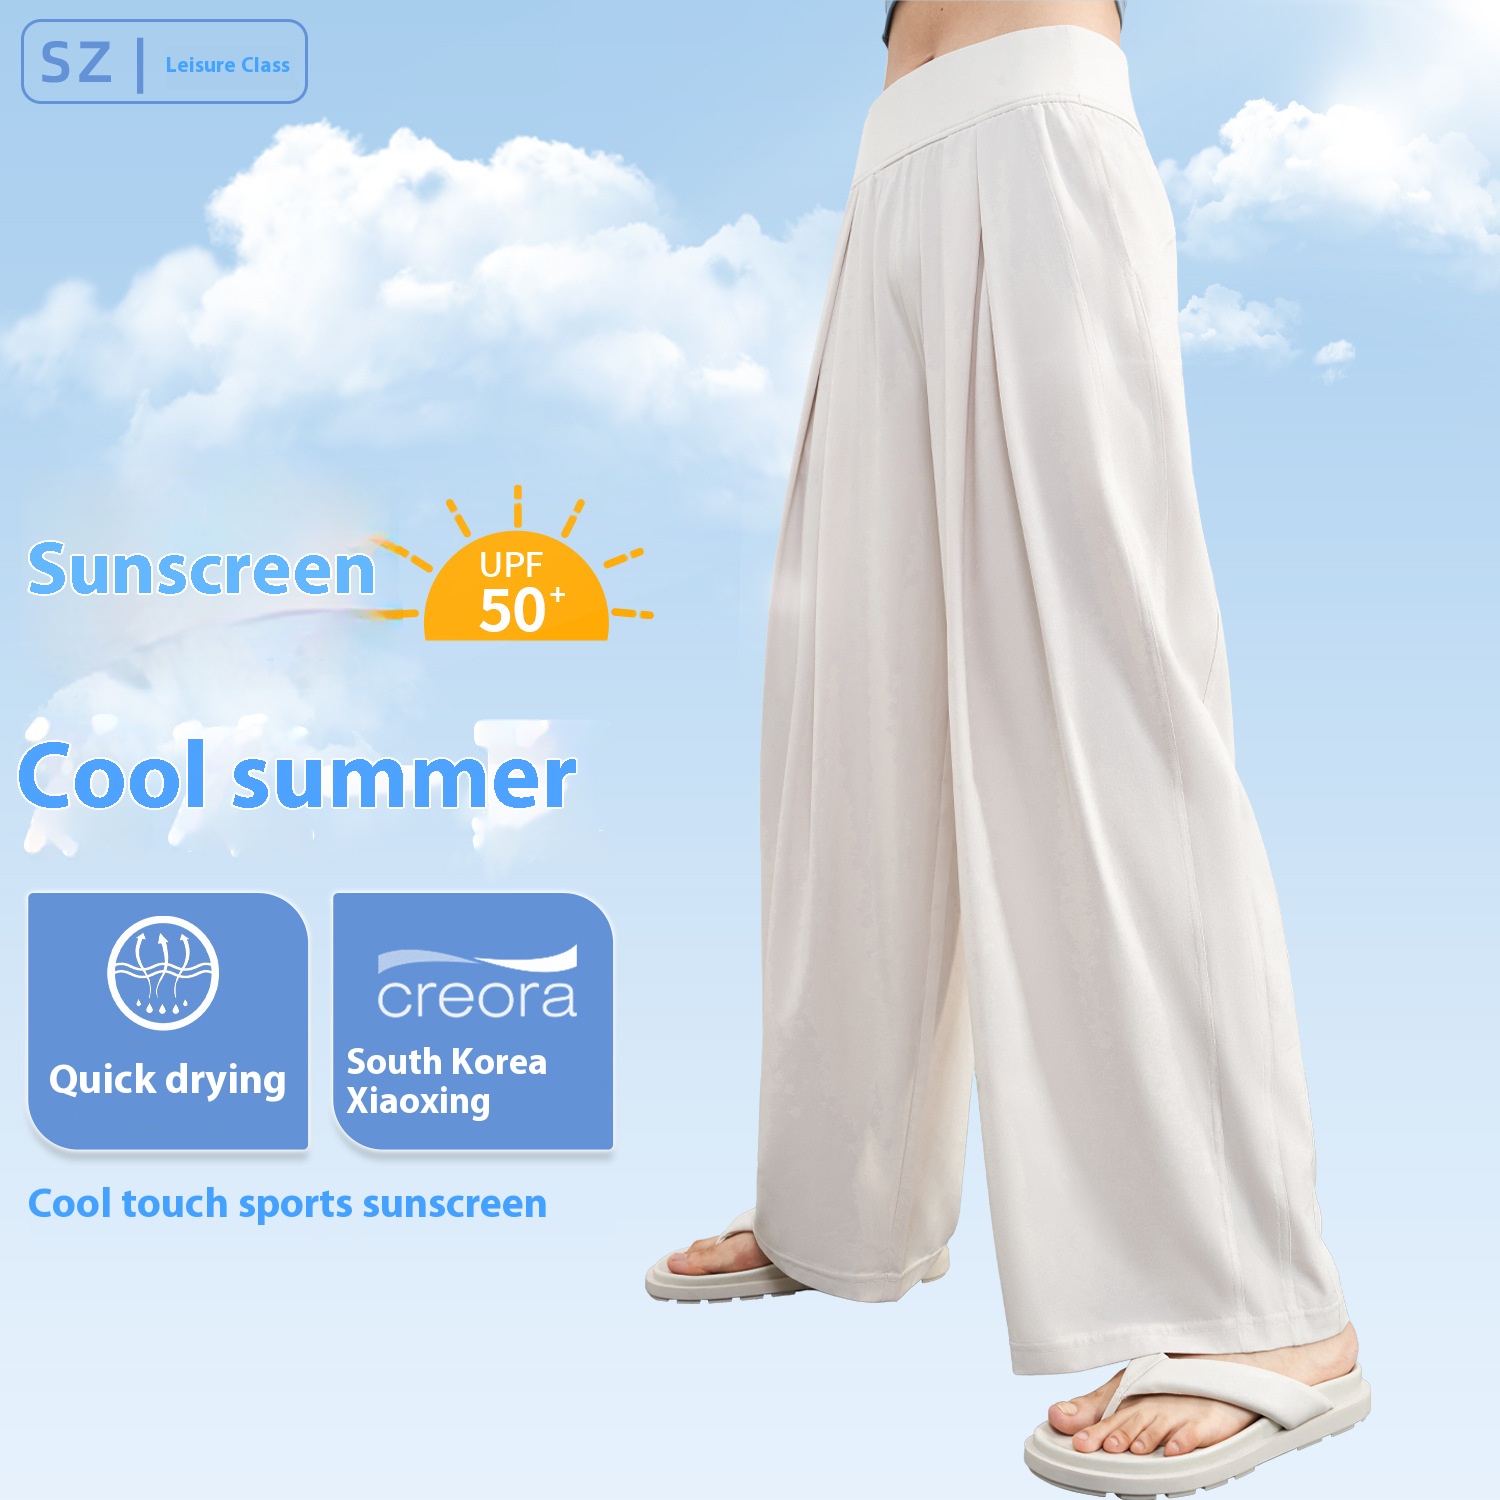 SZ | Leisure Class
Sunscreen
UPF
50+
Cool summer
Quick drying
creora
South Korea
Xiaoxing
Cool touch sports sunscreen